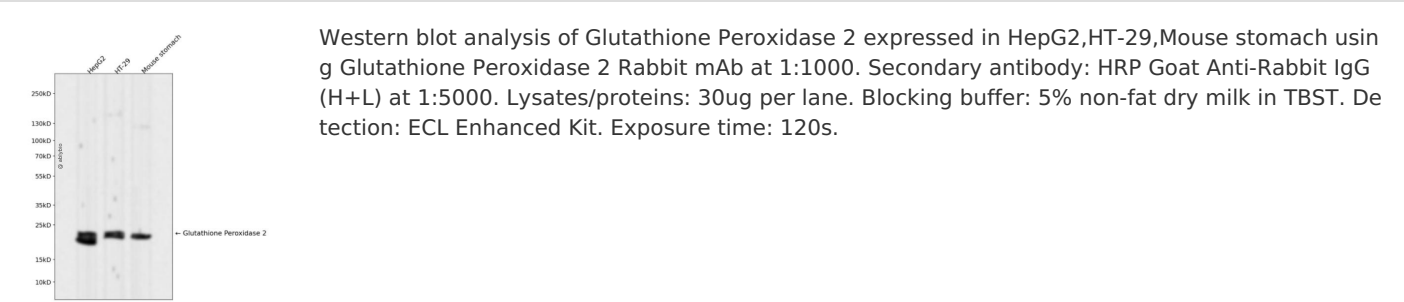 HepG2
HT-29
Mouse stomach
250kD
130kD
100kD
70kD
55kD
35kD
25kD
15kD
10kD
© abtytos
← Glutathione Peroxidase 2
Western blot analysis of Glutathione Peroxidase 2 expressed in HepG2,HT-29,Mouse stomach usin
g Glutathione Peroxidase 2 Rabbit mAb at 1:1000. Secondary antibody: HRP Goat Anti-Rabbit IgG
(H+L) at 1:5000. Lysates/proteins: 30ug per lane. Blocking buffer: 5% non-fat dry milk in TBST. De
tection: ECL Enhanced Kit. Exposure time: 120s.